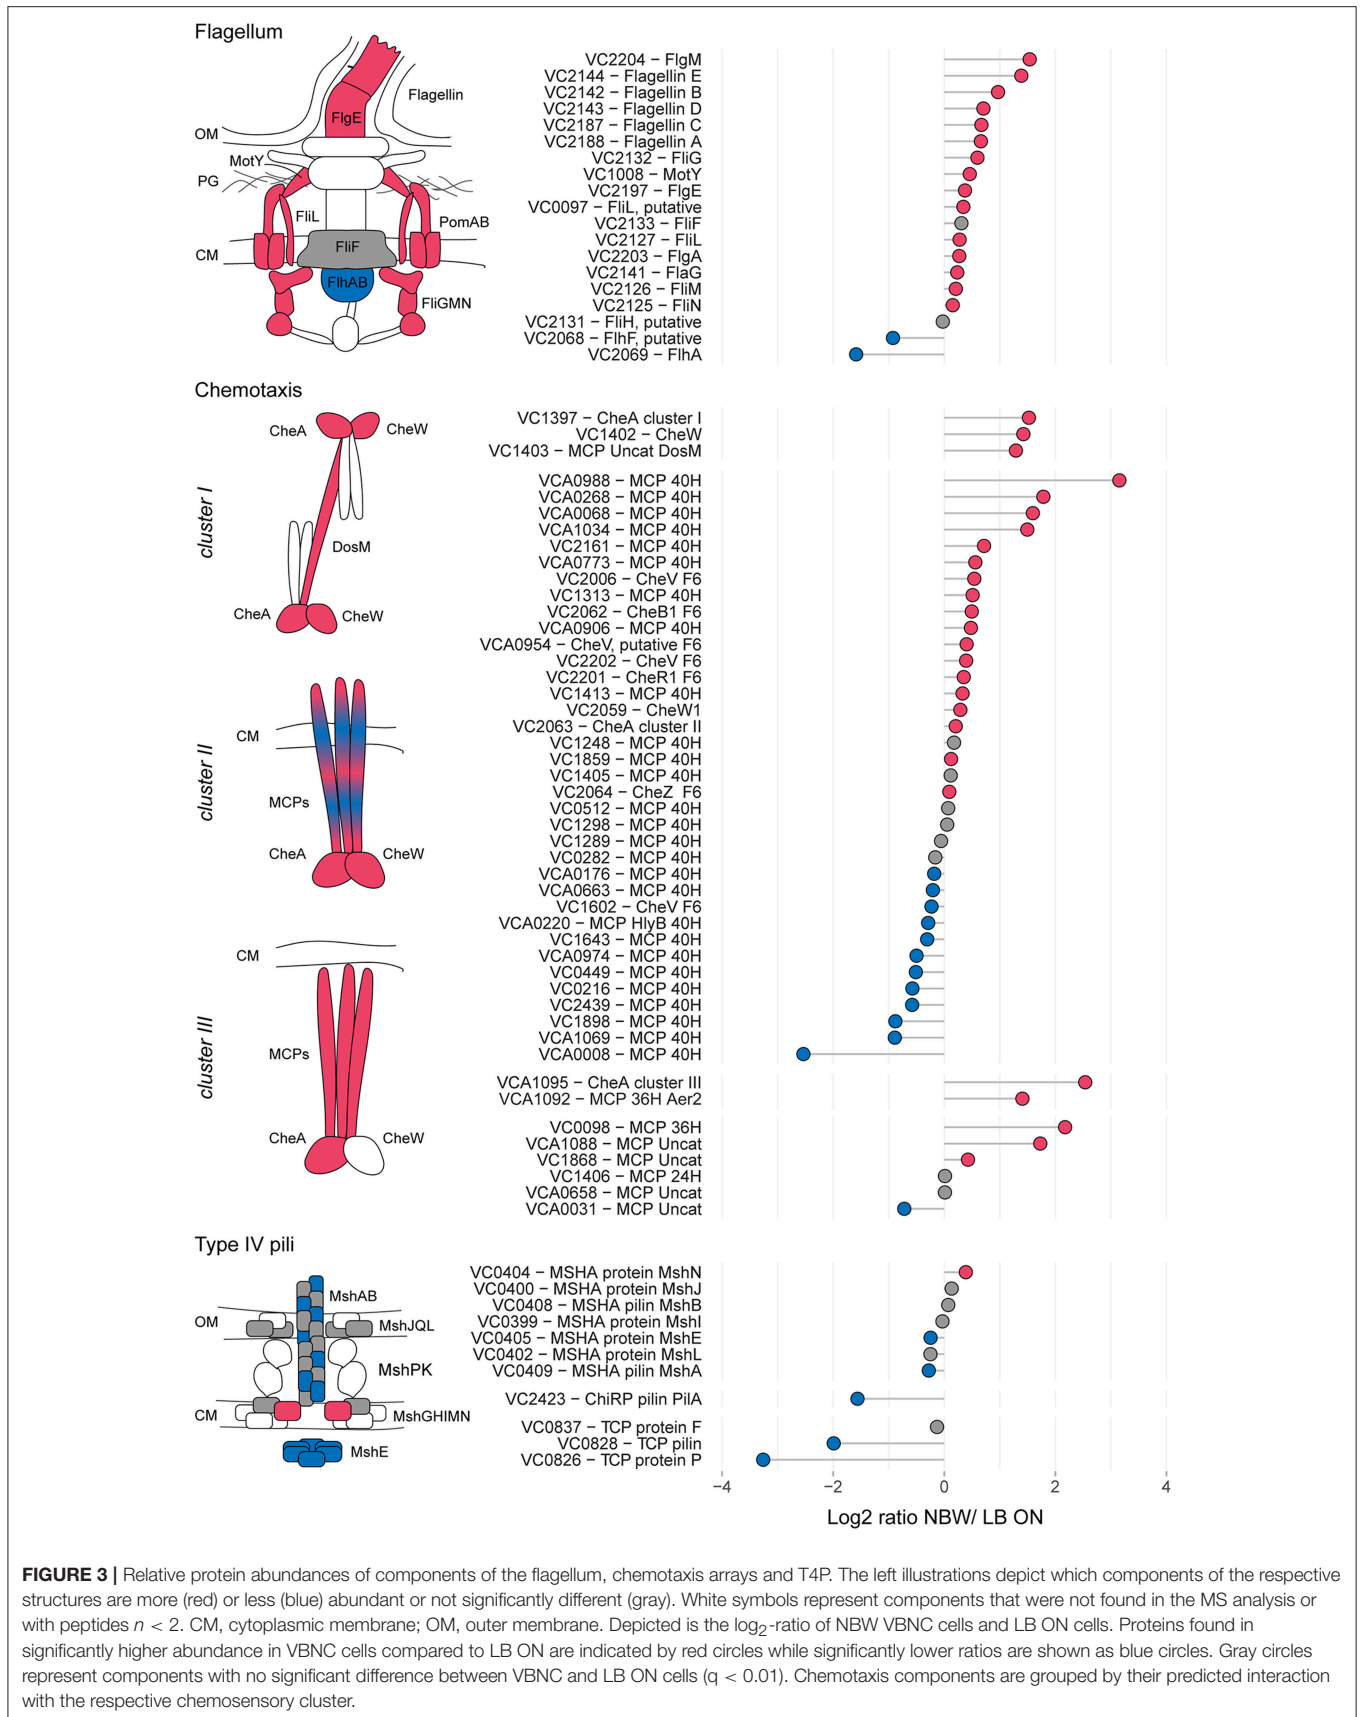 Flagellum
FlgE
Flagellin
OM
MotY
PG
FliL
PomAB
CM
FliF
FlhAB
FliGMN
VC2204 − FlgM
VC2144 − Flagellin E
VC2142 − Flagellin B
VC2143 − Flagellin D
VC2187 − Flagellin C
VC2188 − Flagellin A
VC2132 − FliG
VC1008 − MotY
VC2197 − FlgE
VC0097 − FliL, putative
VC2133 − FliF
VC2127 − FliL
VC2203 − FlgA
VC2141 − FlaG
VC2126 − FliM
VC2125 − FliN
VC2131 − FliH, putative
VC2068 − FlhF, putative
VC2069 − FlhA
Chemotaxis
cluster I
CheA
CheW
DosM
CheA
CheW
VC1397 − CheA cluster I
VC1402 − CheW
VC1403 − MCP Uncat DosM
cluster II
CM
MCPs
CheA
CheW
VCA0988 − MCP 40H
VCA0268 − MCP 40H
VCA0068 − MCP 40H
VCA1034 − MCP 40H
VC2161 − MCP 40H
VCA0773 − MCP 40H
VC2006 − CheV F6
VC1313 − MCP 40H
VC2062 − CheB1 F6
VCA0906 − MCP 40H
VCA0954 − CheV, putative F6
VC2202 − CheV F6
VC2201 − CheR1 F6
VC1413 − MCP 40H
VC2059 − CheW1
VC2063 − CheA cluster II
VC1248 − MCP 40H
VC1859 − MCP 40H
VC1405 − MCP 40H
VC2064 − CheZ F6
VC0512 − MCP 40H
VC1298 − MCP 40H
VC1289 − MCP 40H
VC0282 − MCP 40H
VCA0176 − MCP 40H
VCA0663 − MCP 40H
VC1602 − CheV F6
VCA0220 − MCP HlyB 40H
VC1643 − MCP 40H
VCA0974 − MCP 40H
VC0449 − MCP 40H
VC0216 − MCP 40H
VC2439 − MCP 40H
VC1898 − MCP 40H
VCA1069 − MCP 40H
VCA0008 − MCP 40H
cluster III
CM
MCPs
CheA
CheW
VCA1095 − CheA cluster III
VCA1092 − MCP 36H Aer2
VC0098 − MCP 36H
VCA1088 − MCP Uncat
VC1868 − MCP Uncat
VC1406 − MCP 24H
VCA0658 − MCP Uncat
VCA0031 − MCP Uncat
Type IV pili
MshAB
OM
MshJQL
MshPK
CM
MshGHIMN
MshE
VC0404 − MSHA protein MshN
VC0400 − MSHA protein MshJ
VC0408 − MSHA pilin MshB
VC0399 − MSHA protein MshI
VC0405 − MSHA protein MshE
VC0402 − MSHA protein MshL
VC0409 − MSHA pilin MshA
VC2423 − ChiRP pilin PilA
VC0837 − TCP protein F
VC0828 − TCP pilin
VC0826 − TCP protein P
−4 −2 0 2 4
Log2 ratio NBW/ LB ON
FIGURE 3 | Relative protein abundances of components of the flagellum, chemotaxis arrays and T4P. The left illustrations depict which components of the respective
structures are more (red) or less (blue) abundant or not significantly different (gray). White symbols represent components that were not found in the MS analysis or
with peptides n < 2. CM, cytoplasmic membrane; OM, outer membrane. Depicted is the log2-ratio of NBW VBNC cells and LB ON cells. Proteins found in
significantly higher abundance in VBNC cells compared to LB ON are indicated by red circles while significantly lower ratios are shown as blue circles. Gray circles
represent components with no significant difference between VBNC and LB ON cells (q < 0.01). Chemotaxis components are grouped by their predicted interaction
with the respective chemosensory cluster.